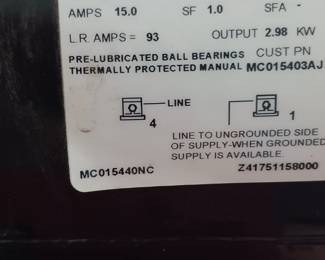 AMPS 15.0 SF 1.0 SFA -
L.R. AMPS = 93 OUTPUT 2.98 KW
PRE-LUBRICATED BALL BEARINGS CUST PN
THERMALLY PROTECTED MANUAL MC015403AJ
LINE
4 1
LINE TO UNGROUNDED SIDE
OF SUPPLY-WHEN GROUNDED
SUPPLY IS AVAILABLE.
MC015440NC Z41751158000